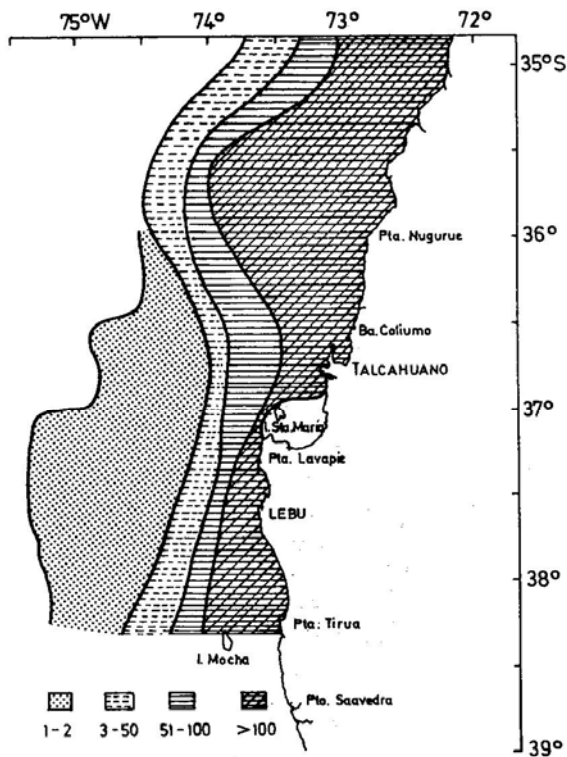 75°W 74° 73° 72°
35°S
Pta. Nugurue
36°
Ba. Coliumo
TALCAHUANO
37°
I. Sta. Maria
Pta. Lavapie
LEBU
38°
Pta. Tirua
I. Mocha
Pto. Saavedra
1-2 3-50 51-100 >100
39°